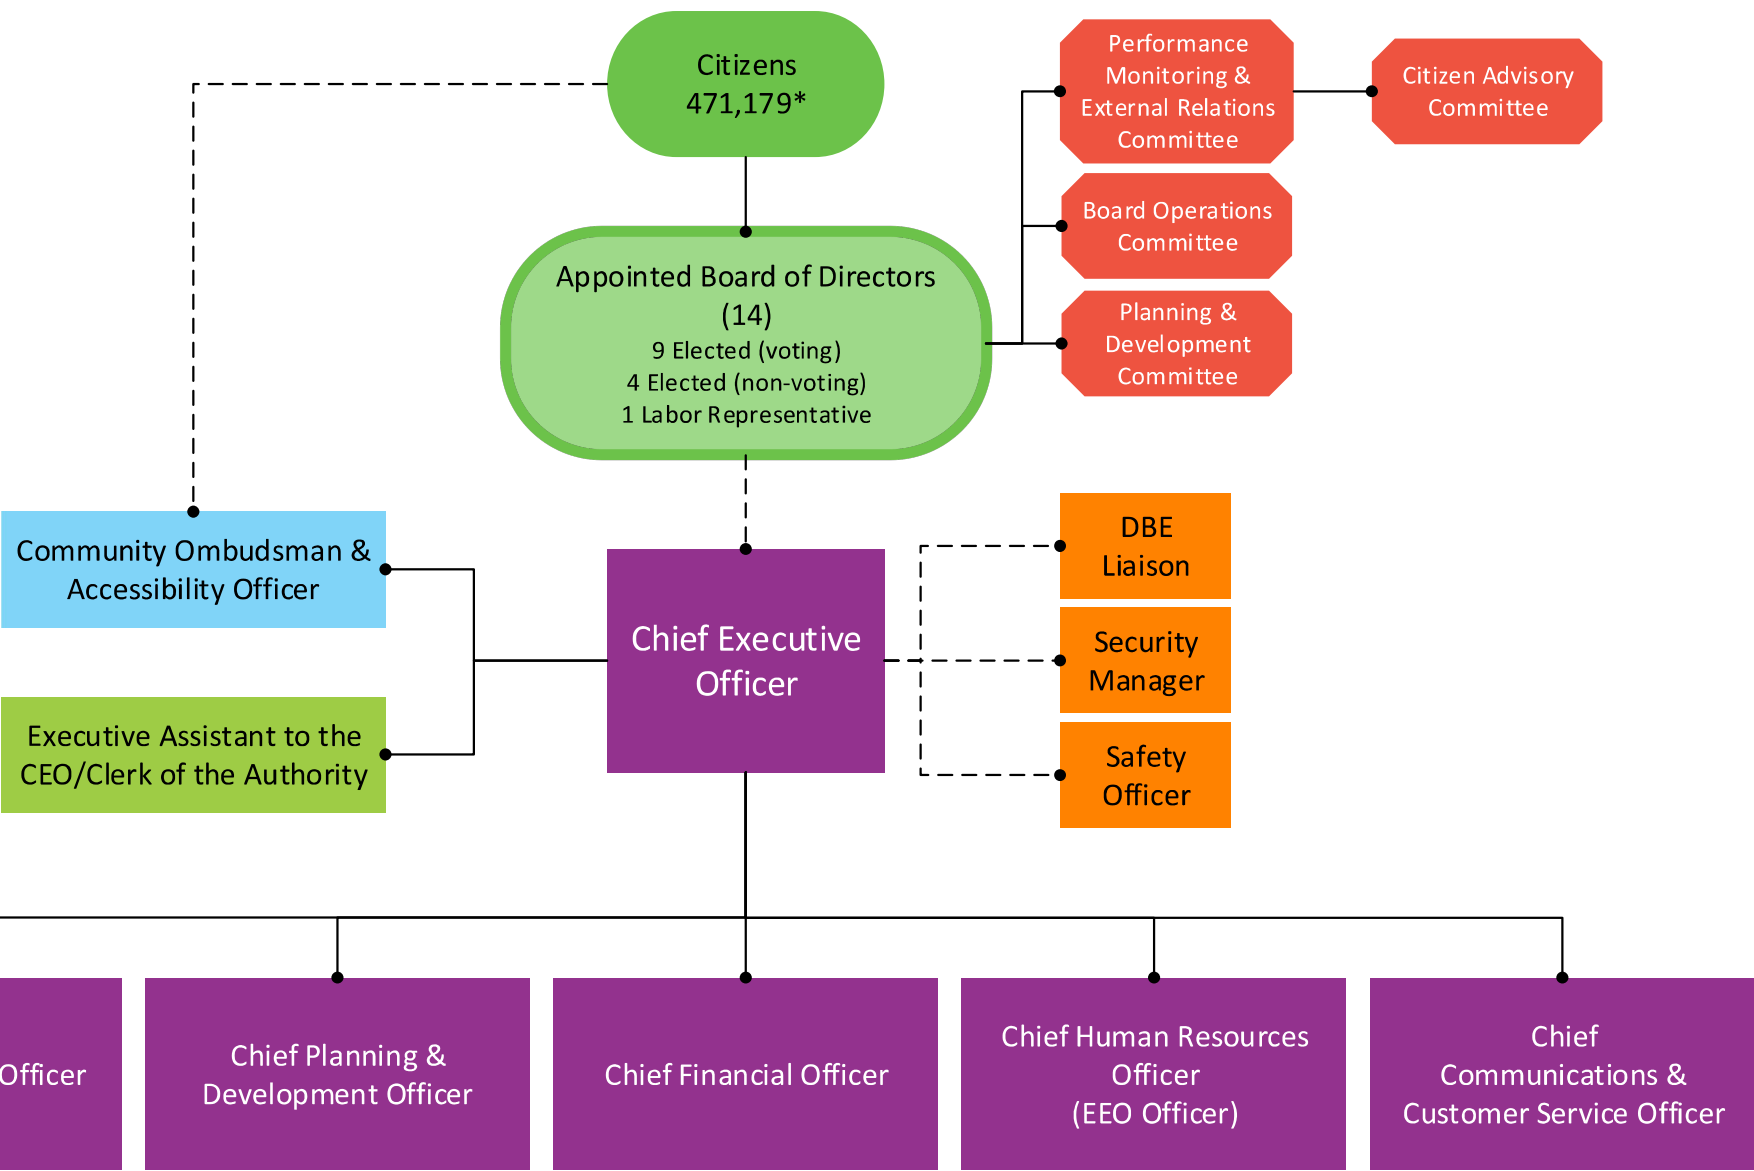 Citizens
471,179*
Performance
Monitoring &
External Relations
Committee
Citizen Advisory
Committee
Board Operations
Committee
Planning &
Development
Committee
Appointed Board of Directors
(14)
9 Elected (voting)
4 Elected (non-voting)
1 Labor Representative
Community Ombudsman &
Accessibility Officer
Executive Assistant to the
CEO/Clerk of the Authority
Chief Executive
Officer
DBE
Liaison
Security
Manager
Safety
Officer
Officer
Chief Planning &
Development Officer
Chief Financial Officer
Chief Human Resources
Officer
(EEO Officer)
Chief
Communications &
Customer Service Officer